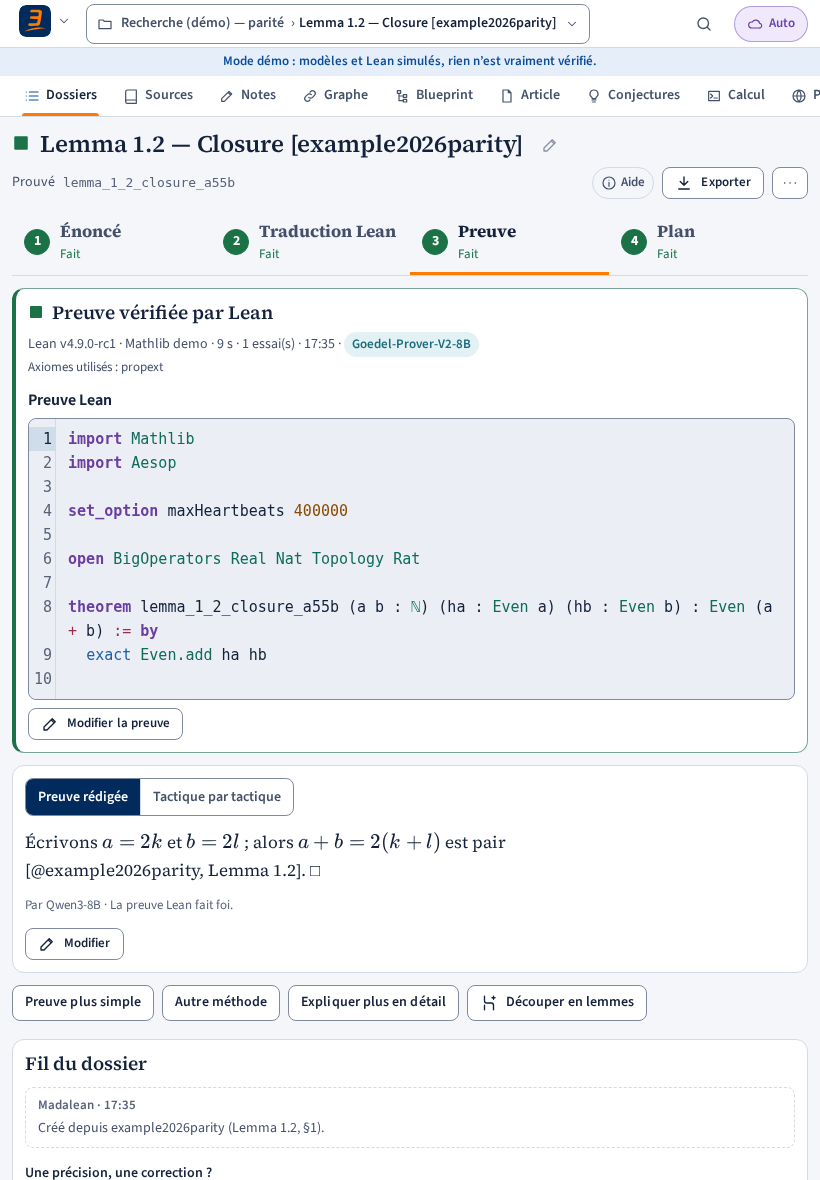 Recherche (démo) — parité › Lemma 1.2 — Closure [example2026parity]
Auto
Mode démo : modèles et Lean simulés, rien n’est vraiment vérifié.
Dossiers Sources Notes Graphe Blueprint Article Conjectures Calcul P
Lemma 1.2 — Closure [example2026parity]
Prouvé lemma_1_2_closure_a55b
Aide Exporter ···
1 Énoncé Fait
2 Traduction Lean Fait
3 Preuve Fait
4 Plan Fait
Preuve vérifiée par Lean
Lean v4.9.0-rc1 · Mathlib demo · 9 s · 1 essai(s) · 17:35 · Goedel-Prover-V2-8B
Axiomes utilisés : propext
Preuve Lean
1 import Mathlib
2 import Aesop
3
4 set_option maxHeartbeats 400000
5
6 open BigOperators Real Nat Topology Rat
7
8 theorem lemma_1_2_closure_a55b (a b : ℕ) (ha : Even a) (hb : Even b) : Even (a
+ b) := by
9 exact Even.add ha hb
10
Modifier la preuve
Preuve rédigée Tactique par tactique
Écrivons a = 2k et b = 2l ; alors a + b = 2(k + l) est pair
[@example2026parity, Lemma 1.2]. □
Par Qwen3-8B · La preuve Lean fait foi.
Modifier
Preuve plus simple Autre méthode Expliquer plus en détail Découper en lemmes
Fil du dossier
Madalean · 17:35
Créé depuis example2026parity (Lemma 1.2, §1).
Une précision, une correction ?